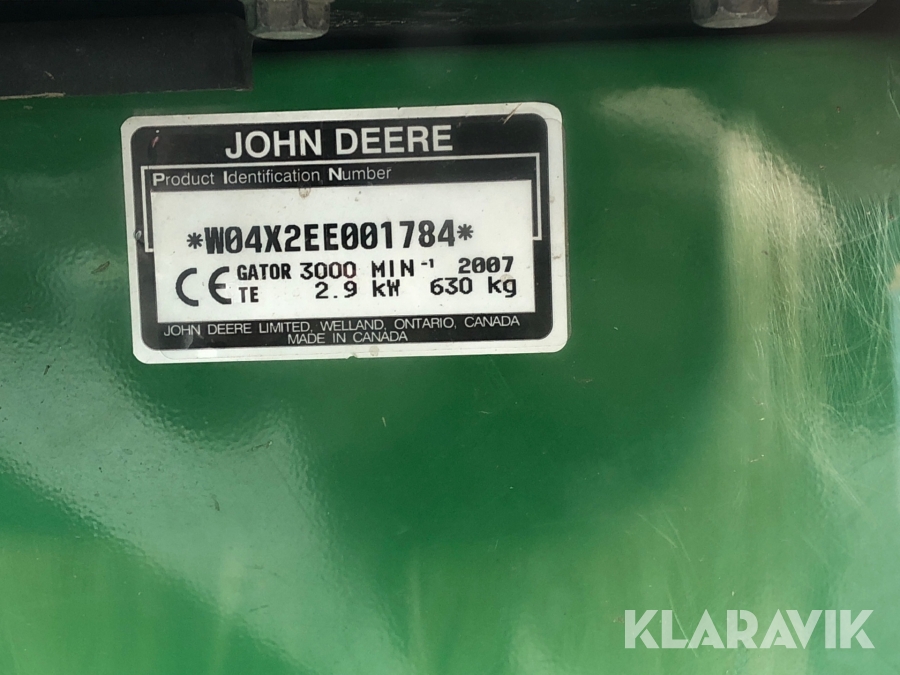 JOHN DEERE
Product Identification Number
*W04X2EE001784*
CE GATOR 3000 MIN⁻¹ 2007
TE 2.9 kW 630 kg
JOHN DEERE LIMITED, WELLAND, ONTARIO, CANADA
MADE IN CANADA
KLARAVIK
KLARAVIK